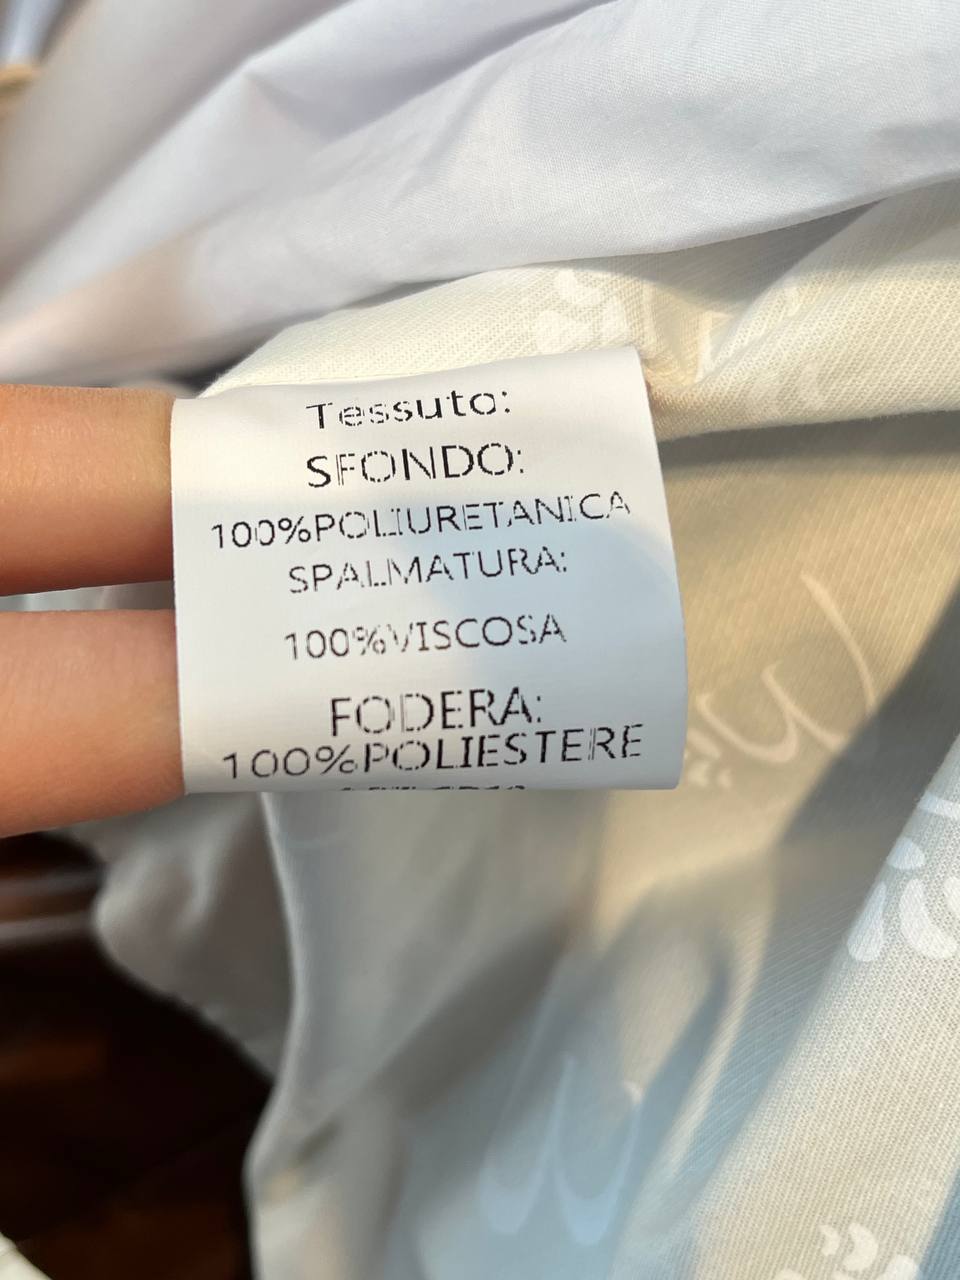 Tessuto:
SFONDO:
100%POLIURETANICA
SPALMATURA:
100%VISCOSA
FODERA:
100%POLIESTERE